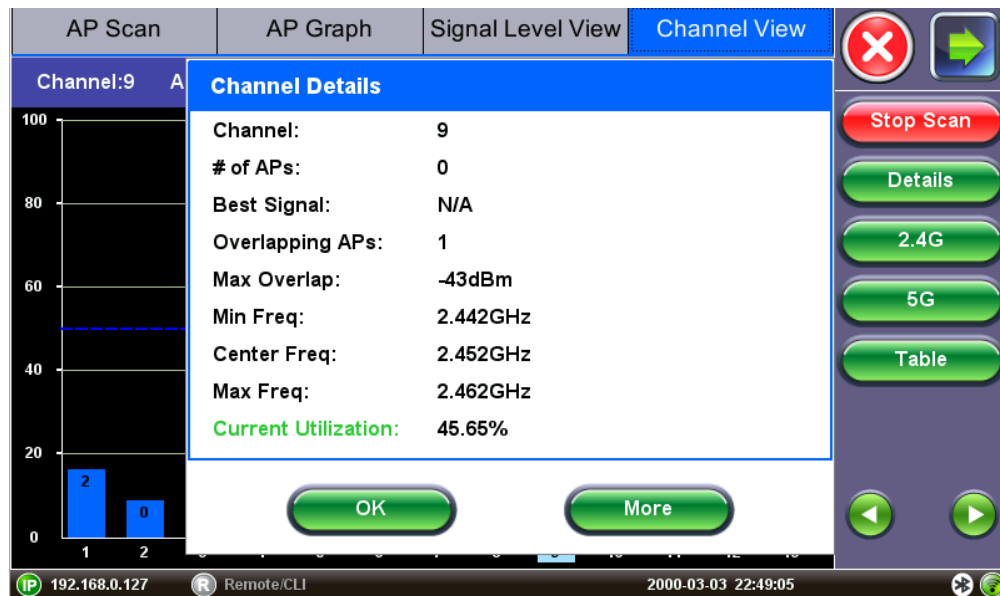 AP Scan AP Graph Signal Level View Channel View
Channel:9 A
Channel Details
Channel: 9
# of APs: 0
Best Signal: N/A
Overlapping APs: 1
Max Overlap: -43dBm
Min Freq: 2.442GHz
Center Freq: 2.452GHz
Max Freq: 2.462GHz
Current Utilization: 45.65%
OK More
100
80
60
40
20
0
2
0
1 2
Stop Scan
Details
2.4G
5G
Table
IP 192.168.0.127 R Remote/CLI 2000-03-03 22:49:05